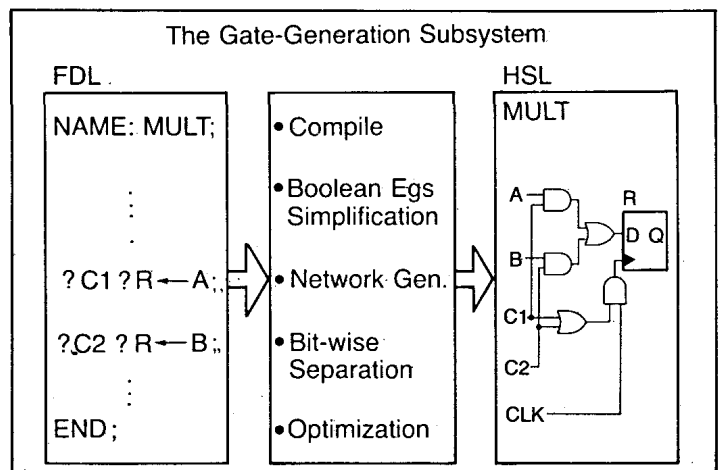 The Gate-Generation Subsystem
FDL
NAME: MULT;
?C1?R←A;,
?C2 ?R←B;,
END;
• Compile
• Boolean Egs
Simplification
• Network Gen.
• Bit-wise
Separation
• Optimization
HSL
MULT
A
R
D Q
B
C1
C2
CLK